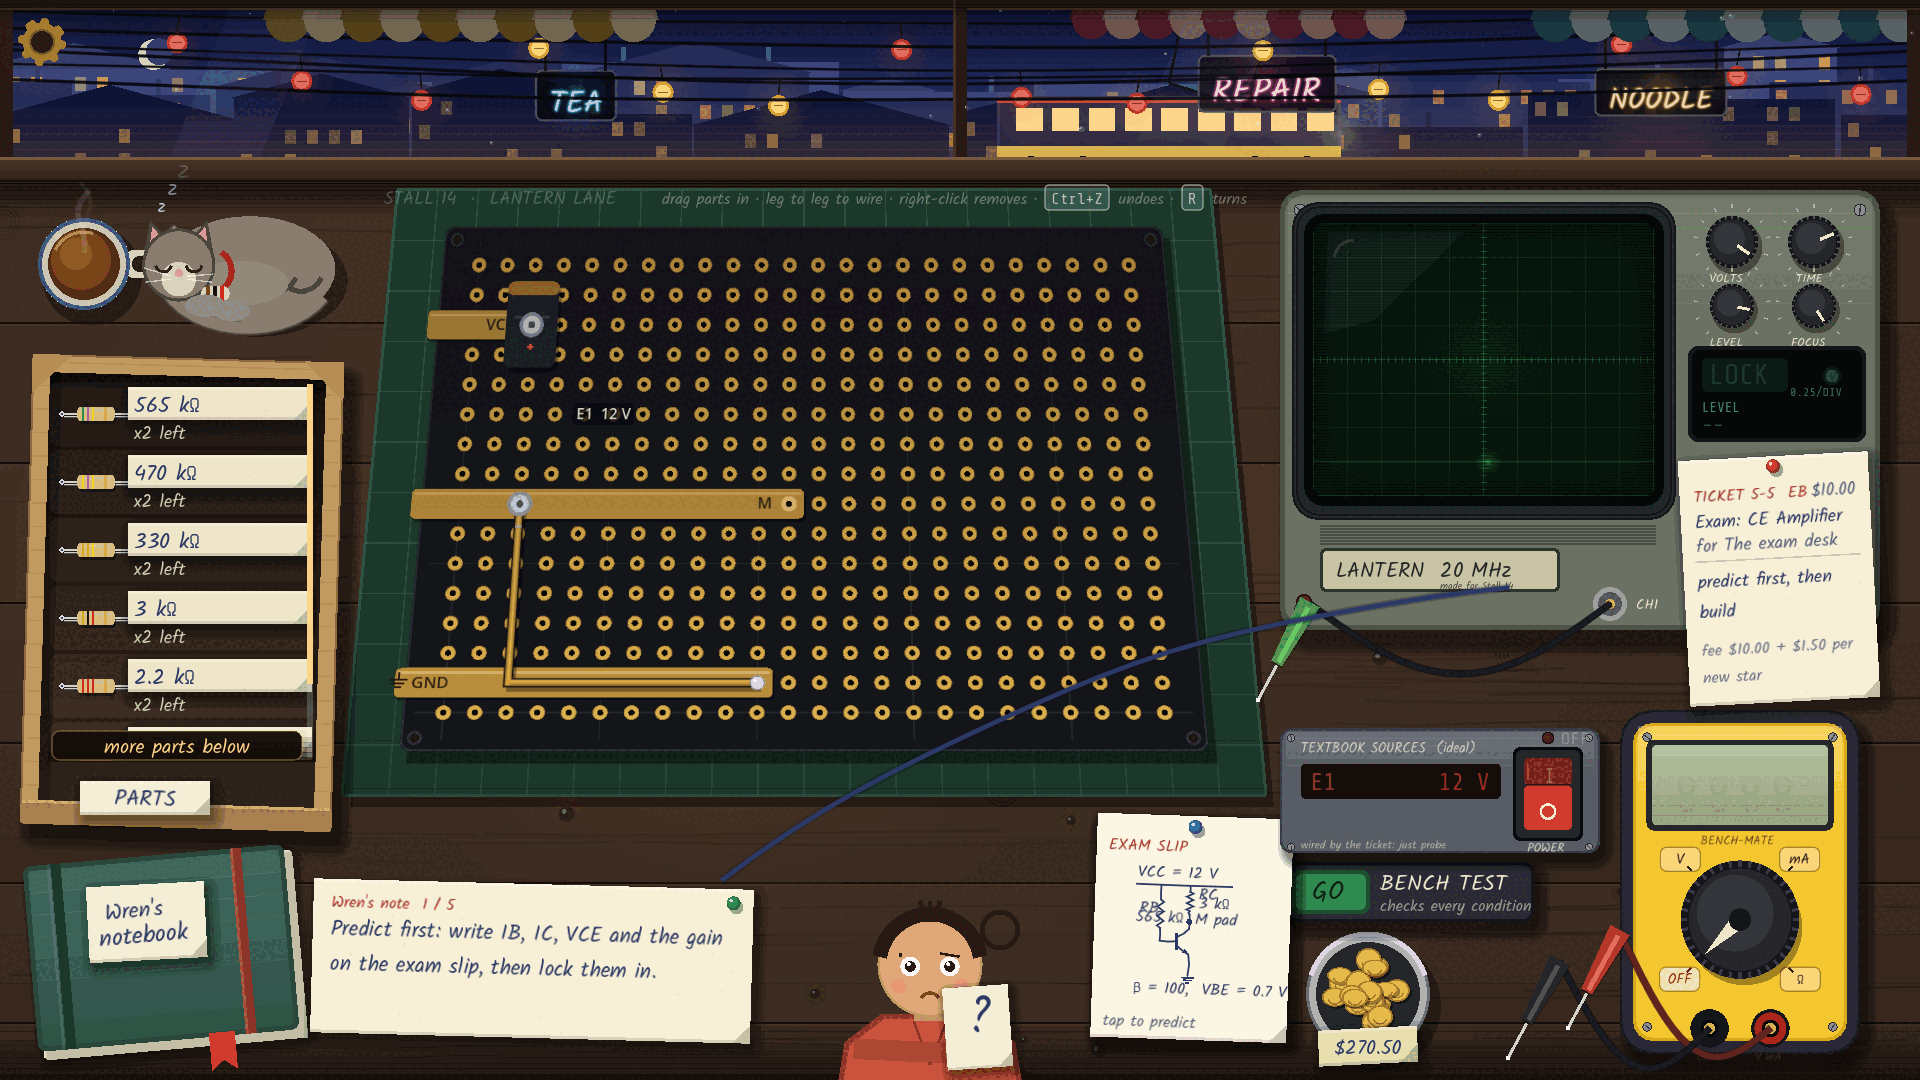 TEA
REPAIR
NOODLE
STALL 14 · LANTERN LANE
drag parts in · leg to leg to wire · right-click removes · Ctrl+Z undoes · R turns
z
z
z
VC
E1 12 V
M
GND
565 kΩ
x2 left
470 kΩ
x2 left
330 kΩ
x2 left
3 kΩ
x2 left
2.2 kΩ
x2 left
more parts below
PARTS
VOLTS
TIME
LEVEL
FOCUS
LOCK
0.25/DIV
LEVEL
--
LANTERN 20 MHz
made for Stall 14
CH1
TICKET 5-5 EB $10.00
Exam: CE Amplifier
for The exam desk
predict first, then
build
fee $10.00 + $1.50 per
new star
TEXTBOOK SOURCES (ideal)
OFF
E1 12 V
I
wired by the ticket: just probe
POWER
GO
BENCH TEST
checks every condition
BENCH-MATE
V
mA
OFF
Ω
Wren's
notebook
Wren's note 1 / 5
Predict first: write IB, IC, VCE and the gain
on the exam slip, then lock them in.
?
EXAM SLIP
VCC = 12 V
RC
3 kΩ
RB
565 kΩ
M pad
β = 100, VBE = 0.7 V
tap to predict
$270.50